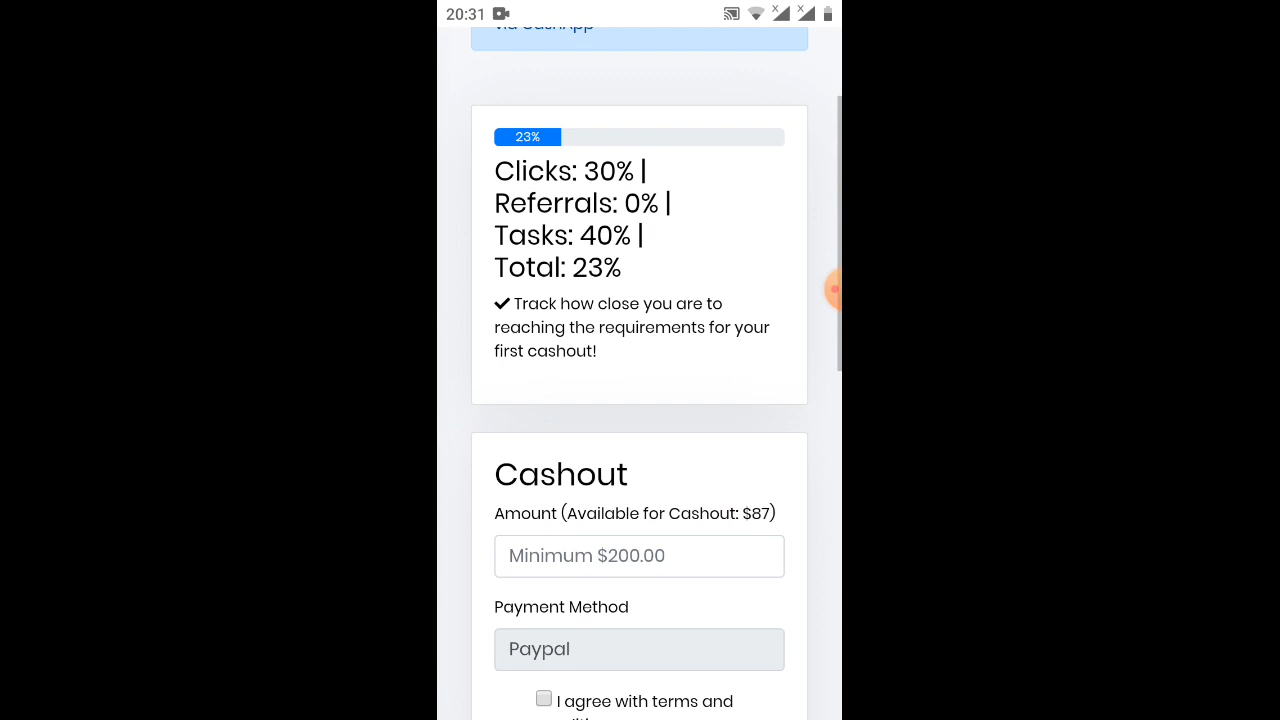 20:31
via CashApp
23%
Clicks: 30% |
Referrals: 0% |
Tasks: 40% |
Total: 23%
✔ Track how close you are to
reaching the requirements for your
first cashout!
Cashout
Amount (Available for Cashout: $87)
Minimum $200.00
Payment Method
Paypal
I agree with terms and